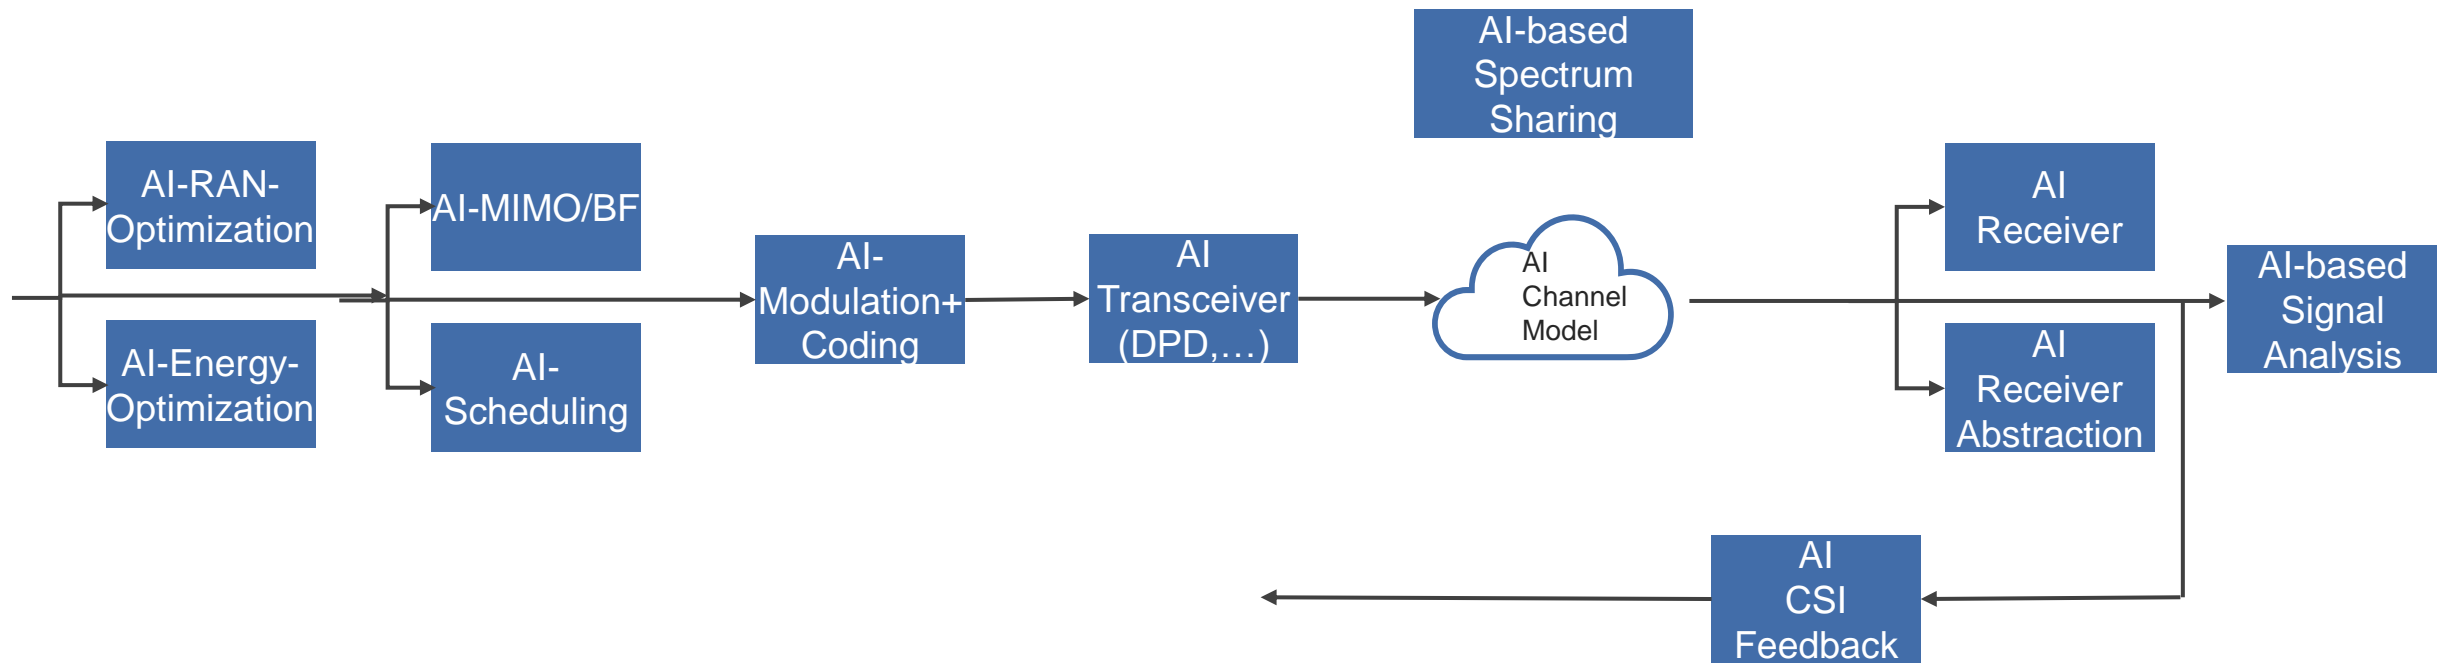 AI-based
Spectrum
Sharing
AI-RAN-
Optimization
AI-MIMO/BF
AI
Receiver
AI-
Modulation+
Coding
AI
Transceiver
(DPD,...)
AI
Channel
Model
AI-based
Signal
Analysis
AI-Energy-
Optimization
AI-
Scheduling
AI
Receiver
Abstraction
AI
CSI
Feedback